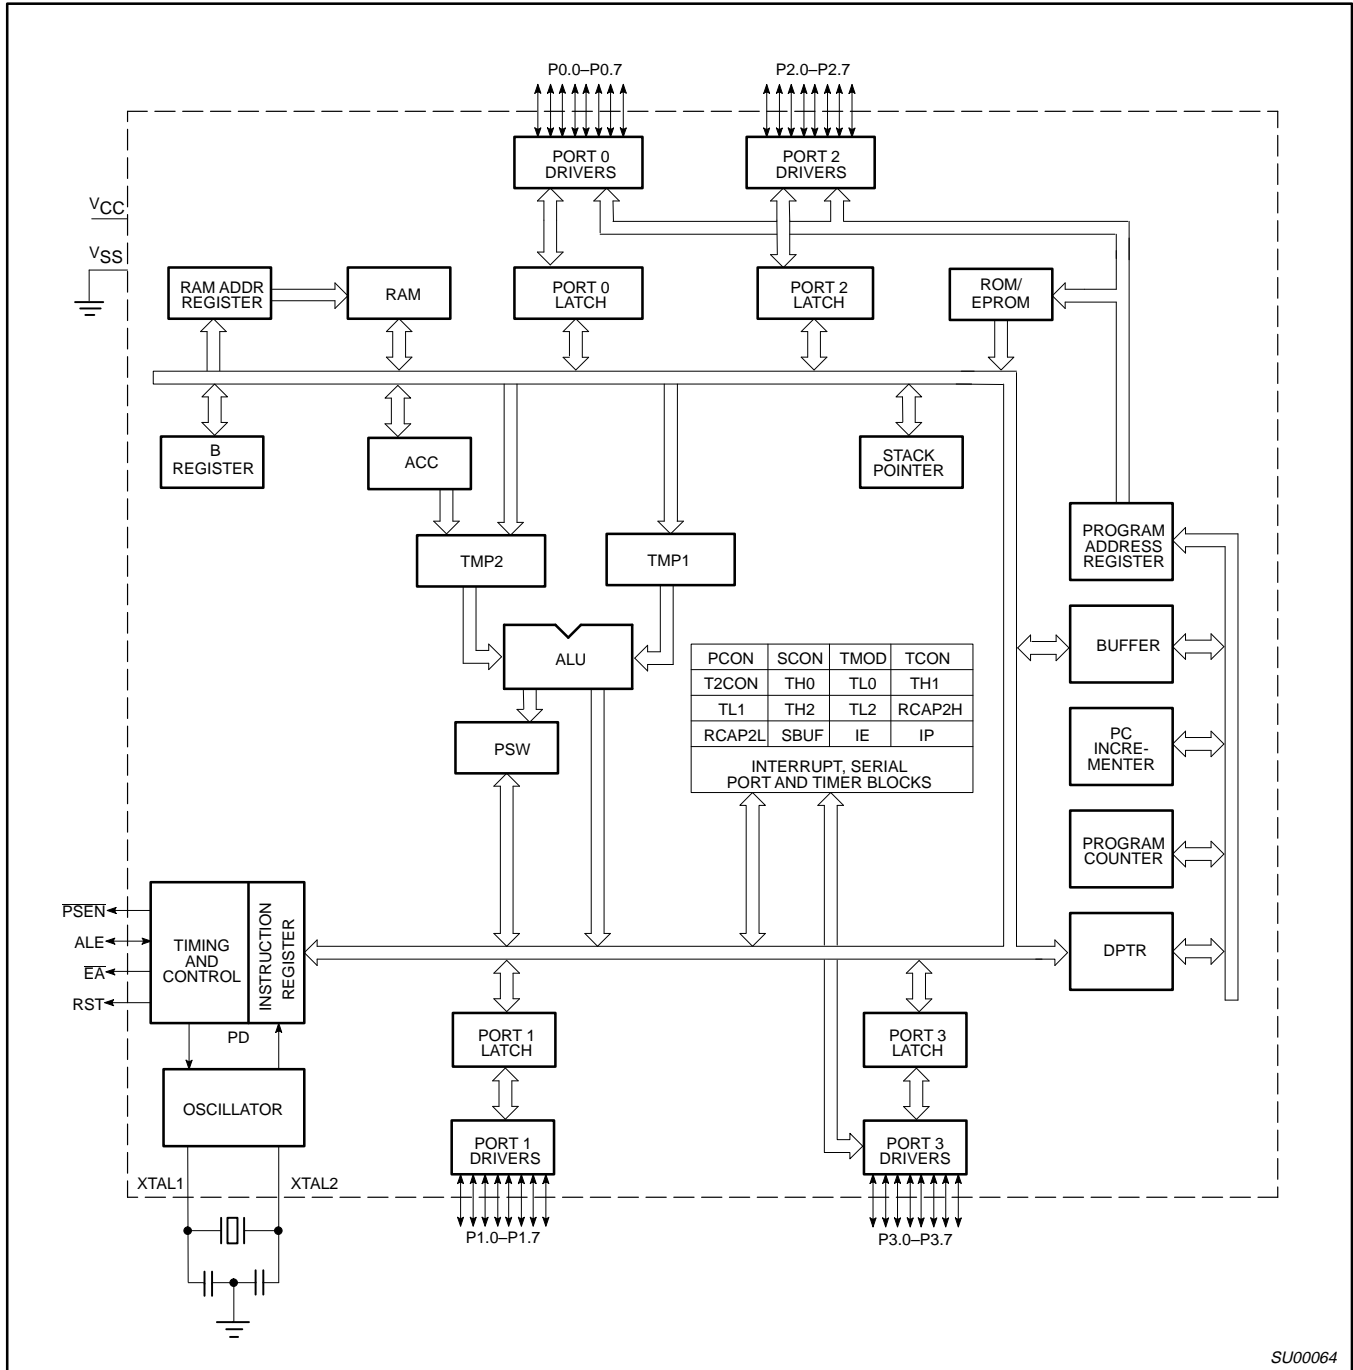 P0.0–P0.7
P2.0–P2.7
PORT 0
DRIVERS
PORT 2
DRIVERS
VCC
VSS
RAM ADDR
REGISTER
RAM
PORT 0
LATCH
PORT 2
LATCH
ROM/
EPROM
B
REGISTER
ACC
STACK
POINTER
TMP2
TMP1
PROGRAM
ADDRESS
REGISTER
ALU
BUFFER
PCON SCON TMOD TCON
T2CON TH0 TL0 TH1
TL1 TH2 TL2 RCAP2H
RCAP2L SBUF IE IP
INTERRUPT, SERIAL
PORT AND TIMER BLOCKS
PSW
PC
INCRE-
MENTER
PROGRAM
COUNTER
PSEN
ALE
EA
RST
TIMING
AND
CONTROL
INSTRUCTION
REGISTER
DPTR
PD
PORT 1
LATCH
PORT 3
LATCH
OSCILLATOR
PORT 1
DRIVERS
PORT 3
DRIVERS
XTAL1
XTAL2
P1.0–P1.7
P3.0–P3.7
SU00064